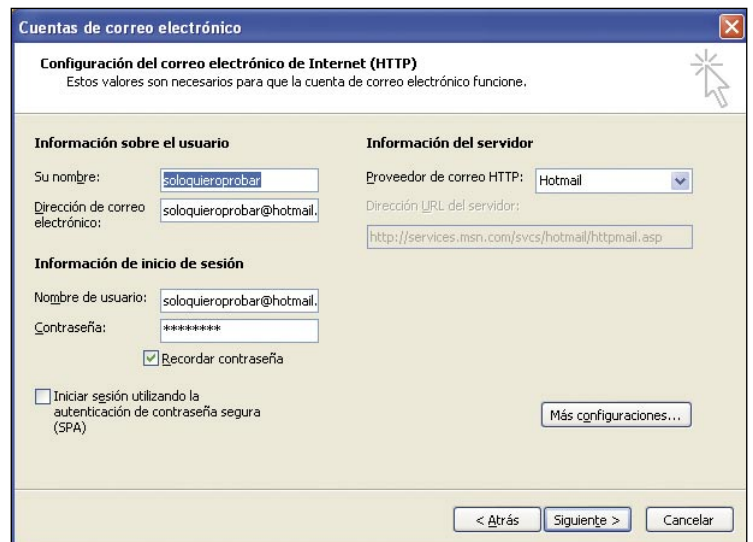 Cuentas de correo electrónico
Configuración del correo electrónico de Internet (HTTP)
Estos valores son necesarios para que la cuenta de correo electrónico funcione.
Información sobre el usuario
Su nombre:
soloquieroprobar
Dirección de correo
electrónico:
soloquieroprobar@hotmail.
Información de inicio de sesión
Nombre de usuario:
soloquieroprobar@hotmail.
Contraseña:
********
Recordar contraseña
Iniciar sesión utilizando la
autenticación de contraseña segura
(SPA)
Información del servidor
Proveedor de correo HTTP:
Hotmail
Dirección URL del servidor:
http://services.msn.com/svcs/hotmail/httpmail.asp
Más configuraciones...
< Atrás
Siguiente >
Cancelar